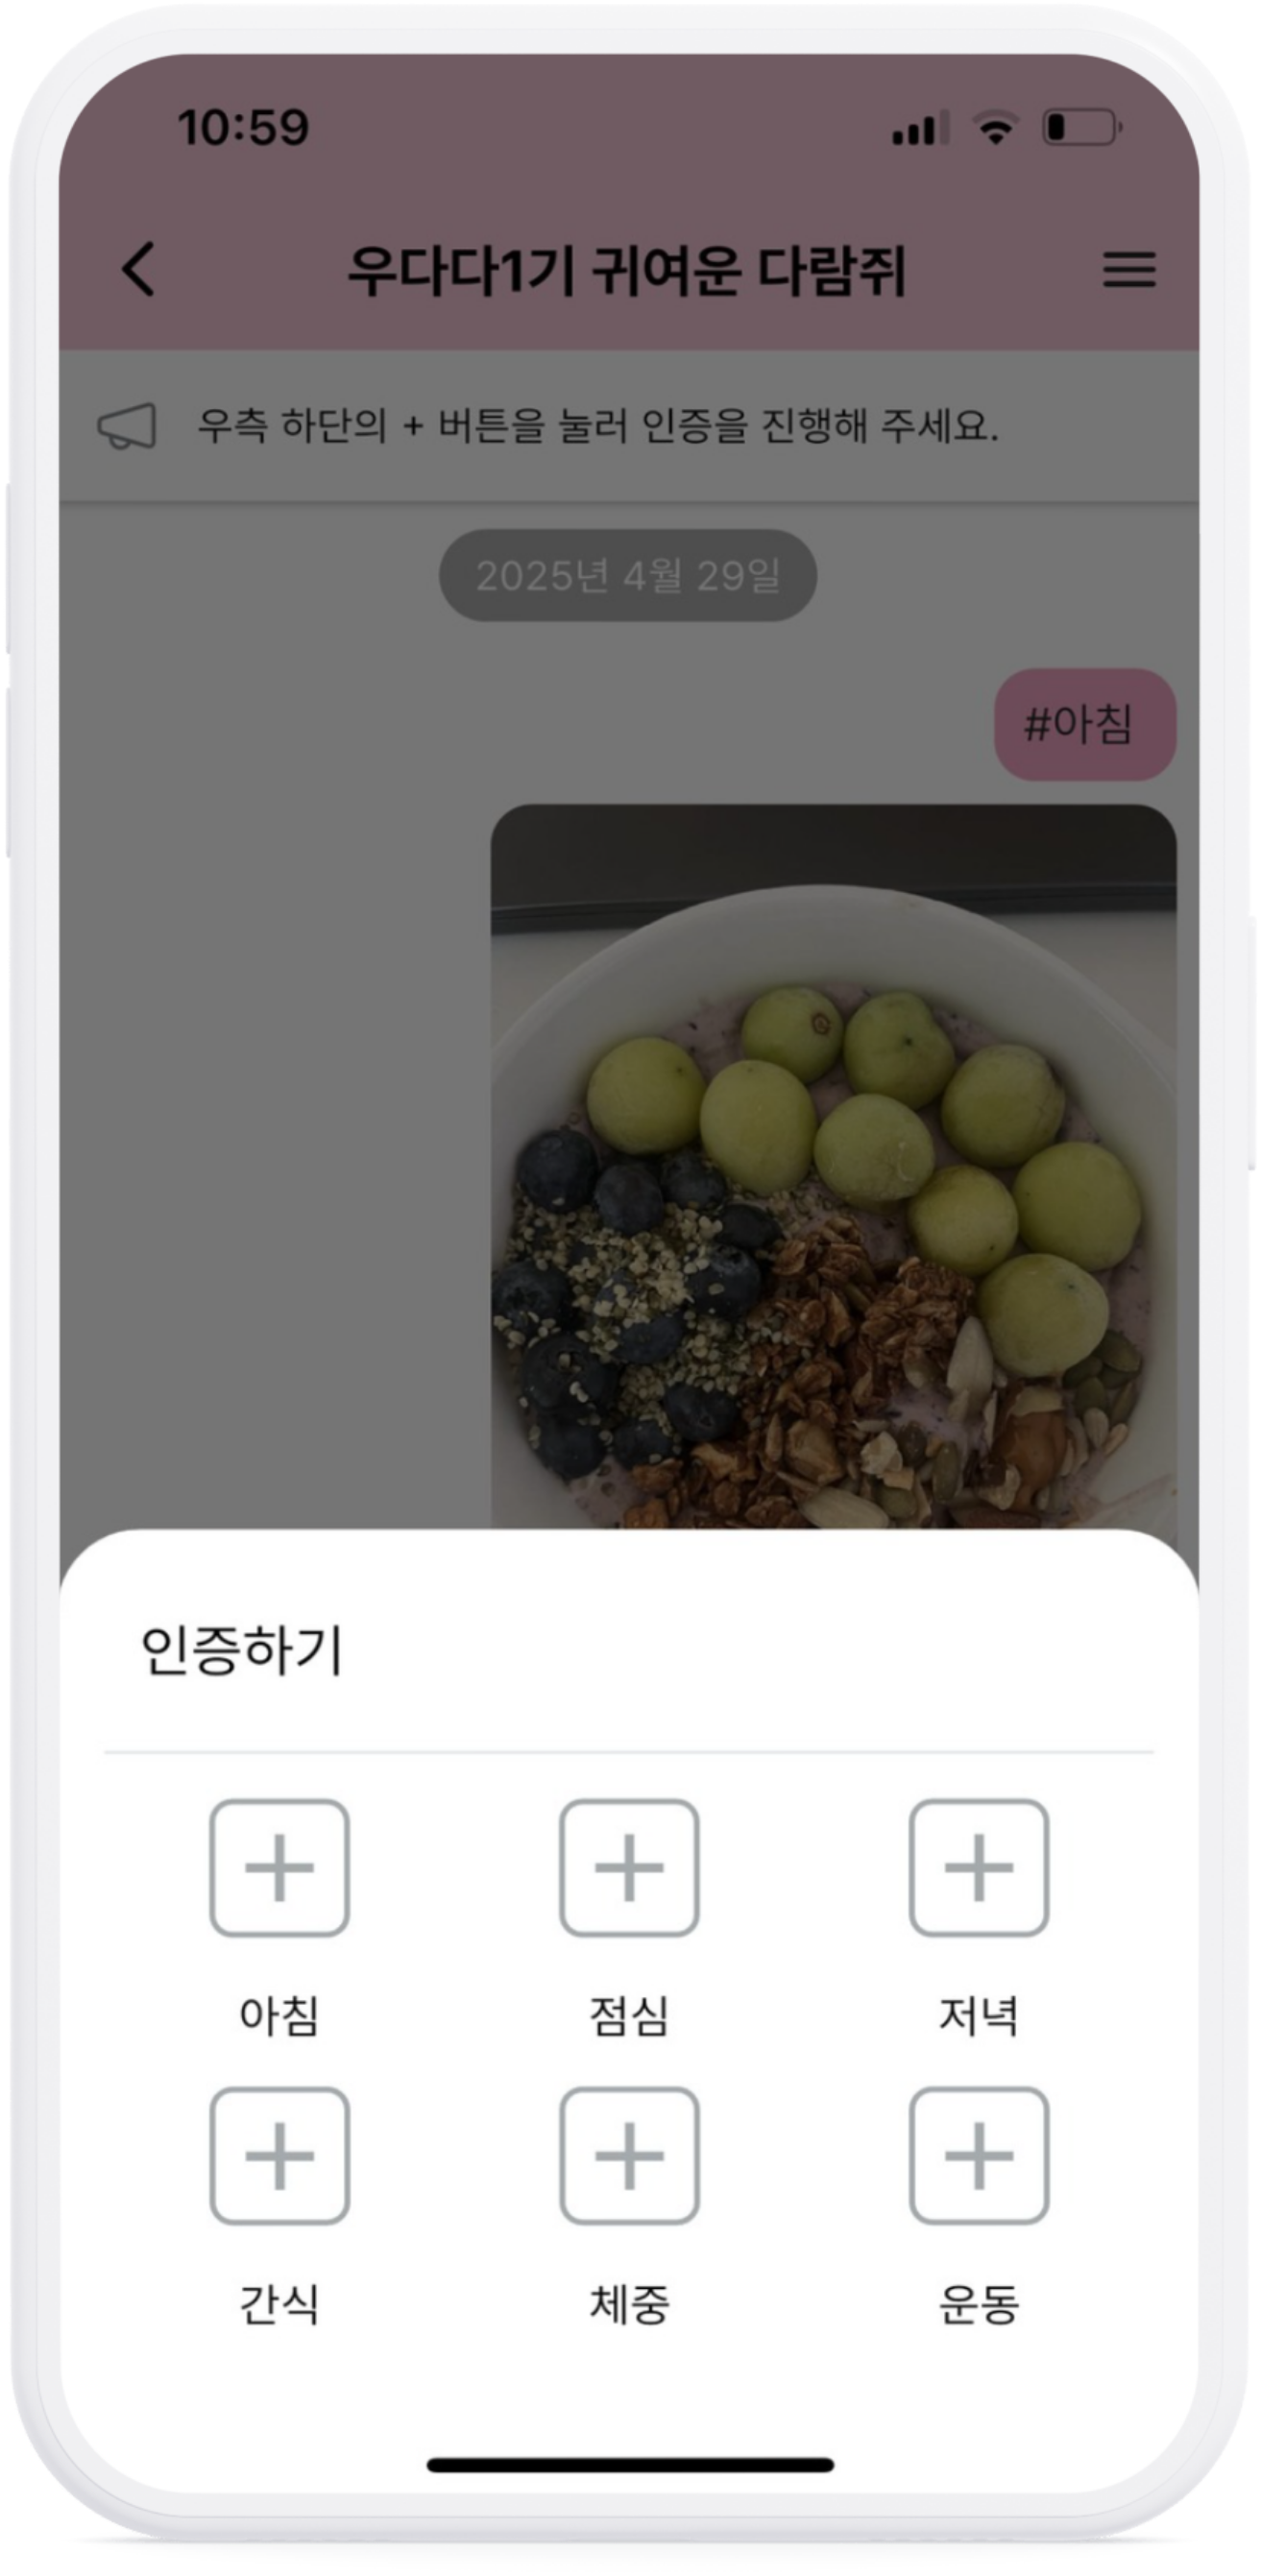 10:59
우다다1기 귀여운 다람쥐
우측 하단의 + 버튼을 눌러 인증을 진행해 주세요.
2025년 4월 29일
#아침
인증하기
아침 점심 저녁
간식 체중 운동